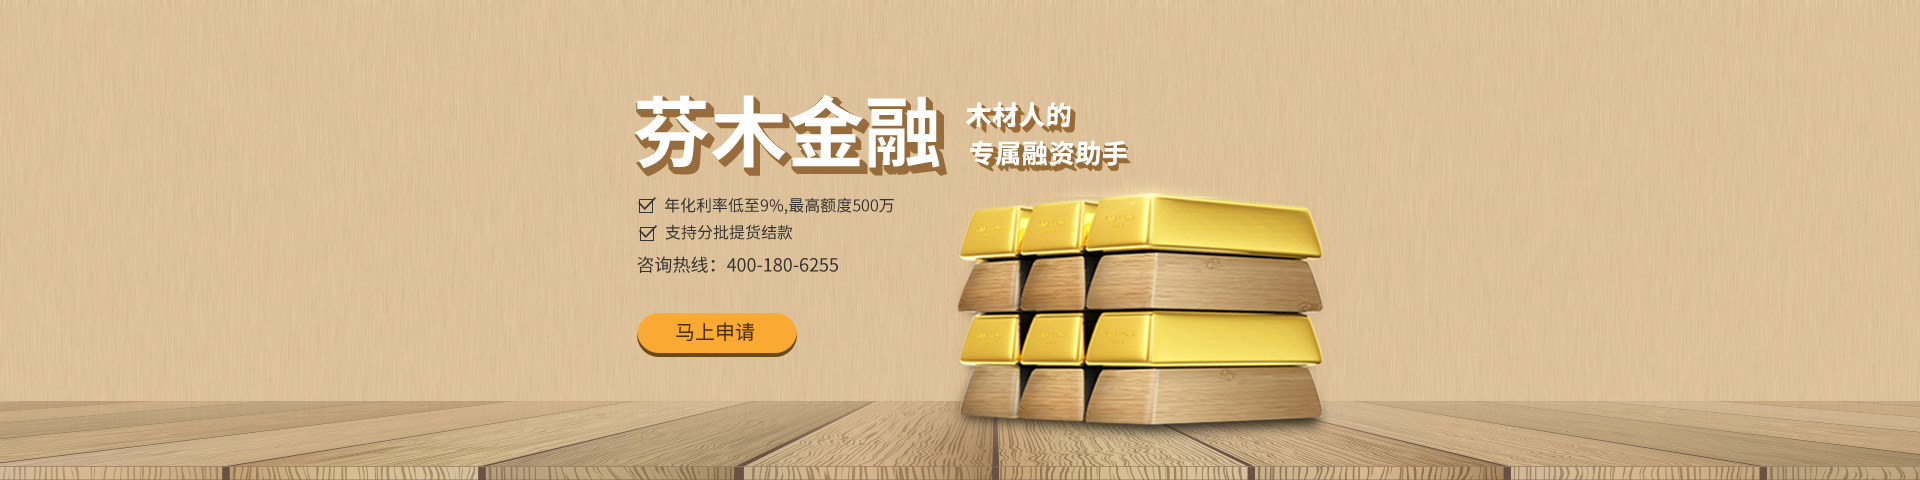 芬木金融
木材人的
专属融资助手
年化利率低至9%,最高额度500万
支持分批提货结款
咨询热线：400-180-6255
马上申请